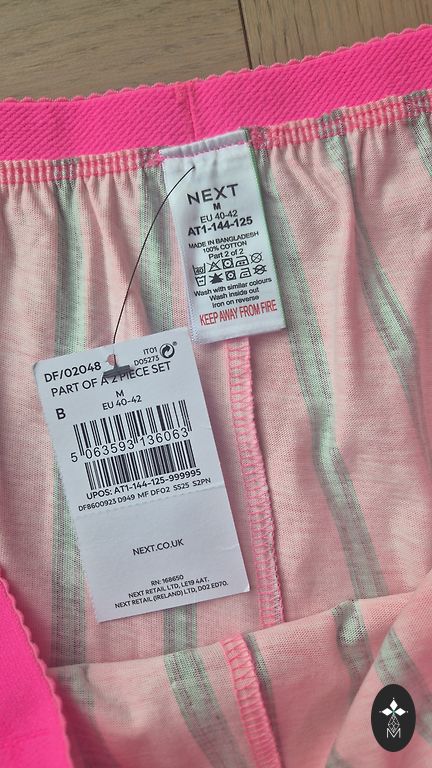 NEXT
M
EU 40-42
AT1-144-125
MADE IN BANGLADESH
100% COTTON
Part 2 of 2
40
Wash with similar colours
Wash inside out
Iron on reverse
KEEP AWAY FROM FIRE
DF/02048
IT01
D05273
PART OF A 2 PIECE SET
M
B
EU 40-42
5 063593 136063
UPOS: AT1-144-125-999995
DF8600923 D949 MF DF02 SS25 S2PN
NEXT.CO.UK
RN: 168650
NEXT RETAIL LTD, LE19 4AT.
NEXT RETAIL (IRELAND) LTD, D02 ED70.
M